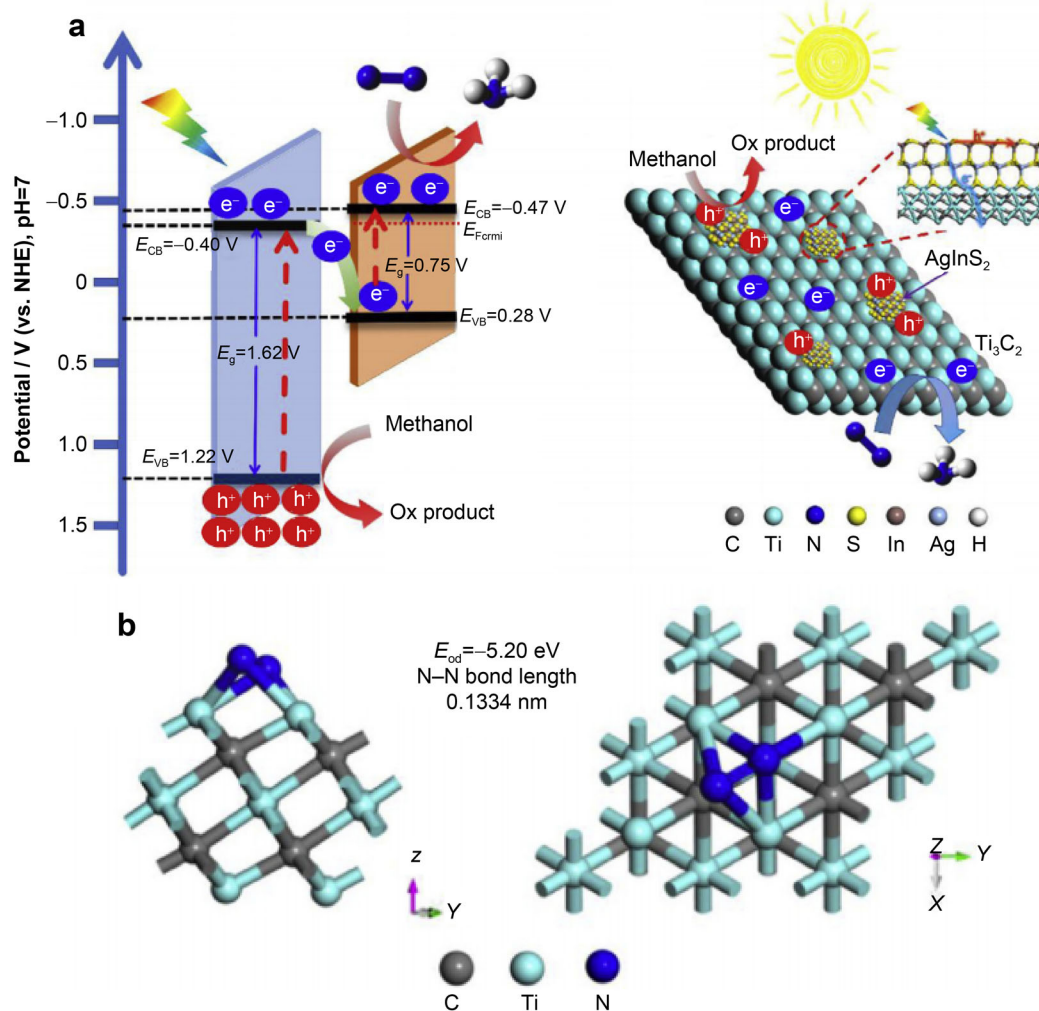 a
Potential / V (vs. NHE), pH=7
−1.0
−0.5
0
0.5
1.0
1.5
e⁻ e⁻
e⁻ e⁻
E_CB=−0.47 V
E_Fcrmi
E_CB=−0.40 V
e⁻
E_g=0.75 V
e⁻
E_VB=0.28 V
E_g=1.62 V
Methanol
E_VB=1.22 V
h⁺ h⁺ h⁺
h⁺ h⁺ h⁺
Ox product
Ox product
Methanol
h⁺
e⁻
h⁺
e⁻
h⁺
AgInS₂
e⁻
e⁻
h⁺
h⁺
h⁺
Ti₃C₂
e⁻
e⁻
C Ti N S In Ag H
b
E_od=−5.20 eV
N–N bond length
0.1334 nm
z
Y
Z
Y
X
C Ti N